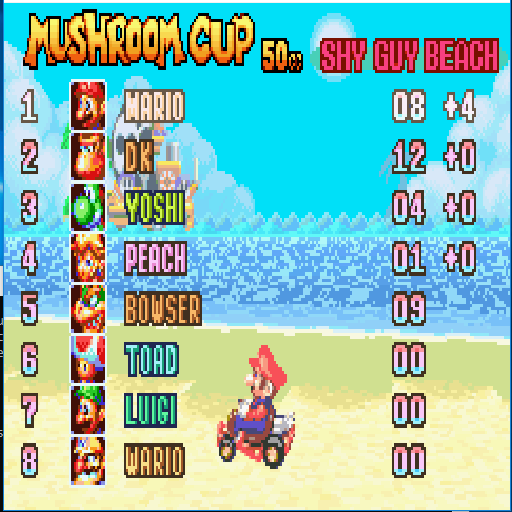 MUSHROOM CUP 50cc SHY GUY BEACH
1 MARIO 08 +4
2 DK 12 +0
3 YOSHI 04 +0
4 PEACH 01 +0
5 BOWSER 09
6 TOAD 00
7 LUIGI 00
8 WARIO 00